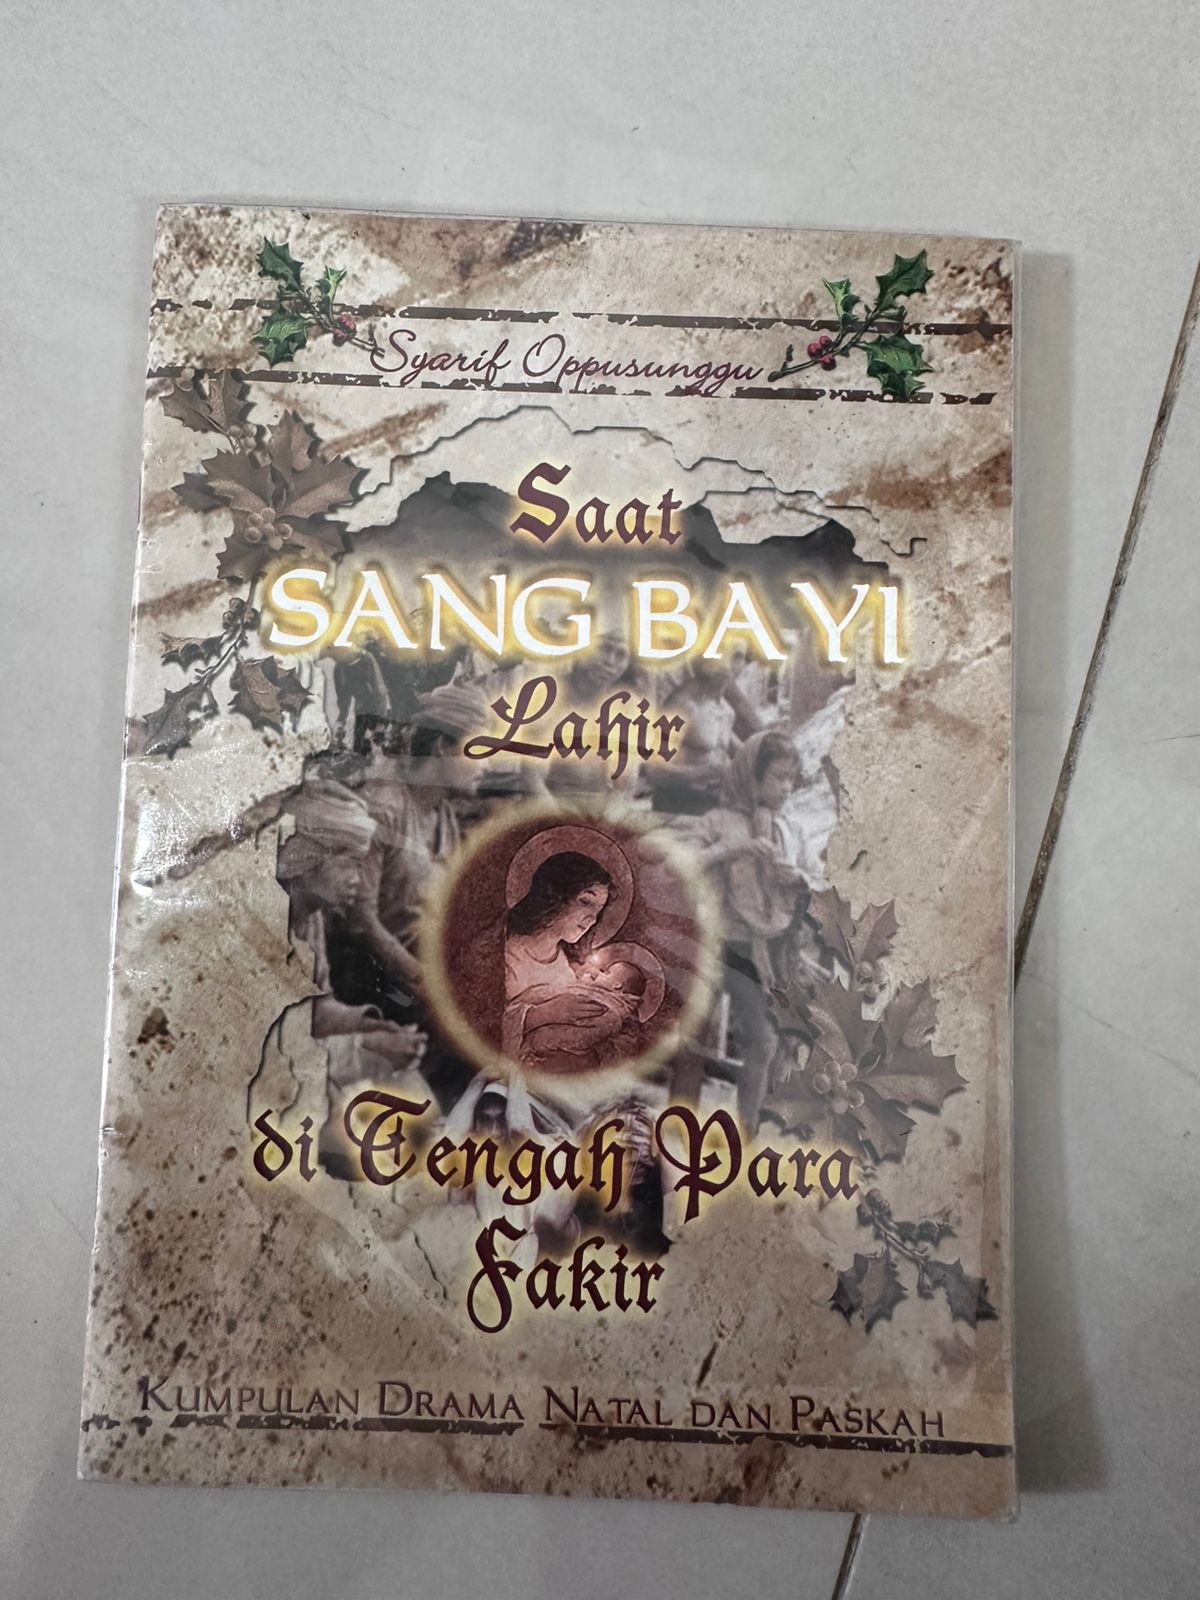 Syarif Oppusunggu
Saat
SANG BAYI
Lahir
di Tengah Para
Fakir
KUMPULAN DRAMA NATAL DAN PASKAH